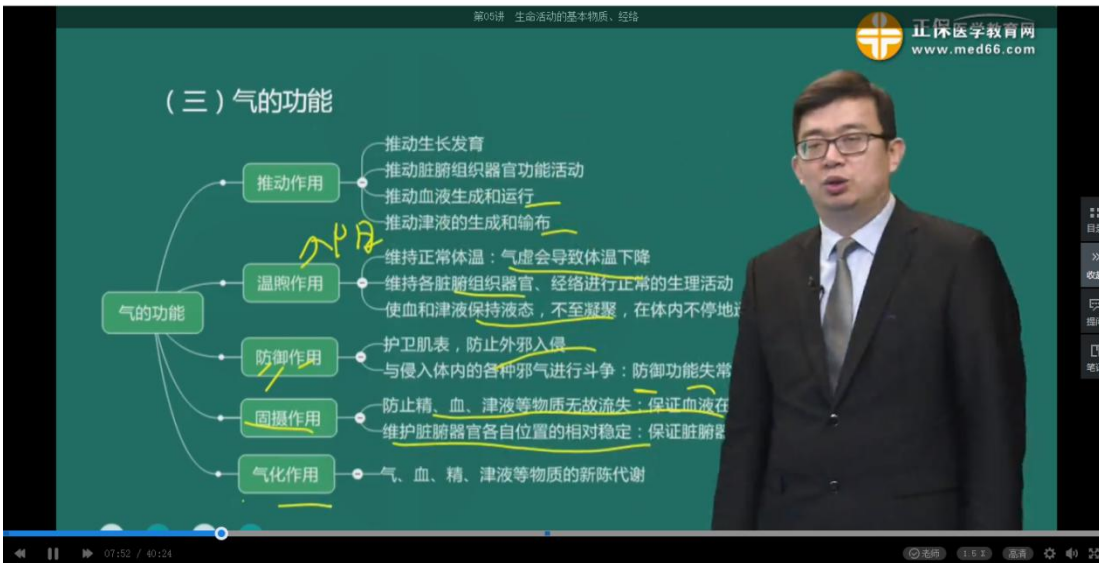 第05讲 生命活动的基本物质、经络
正保医学教育网
www.med66.com
（三）气的功能
推动生长发育
推动脏腑组织器官功能活动
推动作用
推动血液生成和运行
推动津液的生成和输布
维持正常体温：气虚会导致体温下降
温煦作用
维持各脏腑组织器官、经络进行正常的生理活动
使血和津液保持液态，不至凝聚，在体内不停地
气的功能
护卫肌表，防止外邪入侵
防御作用
与侵入体内的各种邪气进行斗争：防御功能失常
防止精、血、津液等物质无故流失：保证血液在
固摄作用
维护脏腑器官各自位置的相对稳定：保证脏腑器
气化作用
气、血、精、津液等物质的新陈代谢
目录
收起
提问
笔记
07:52 / 40:24
老师
1.5 X
高清